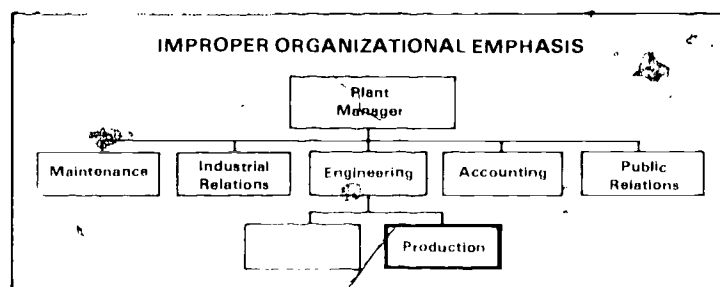 IMPROPER ORGANIZATIONAL EMPHASIS
Plant
Manager
Maintenance
Industrial
Relations
Engineering
Accounting
Public
Relations
Production